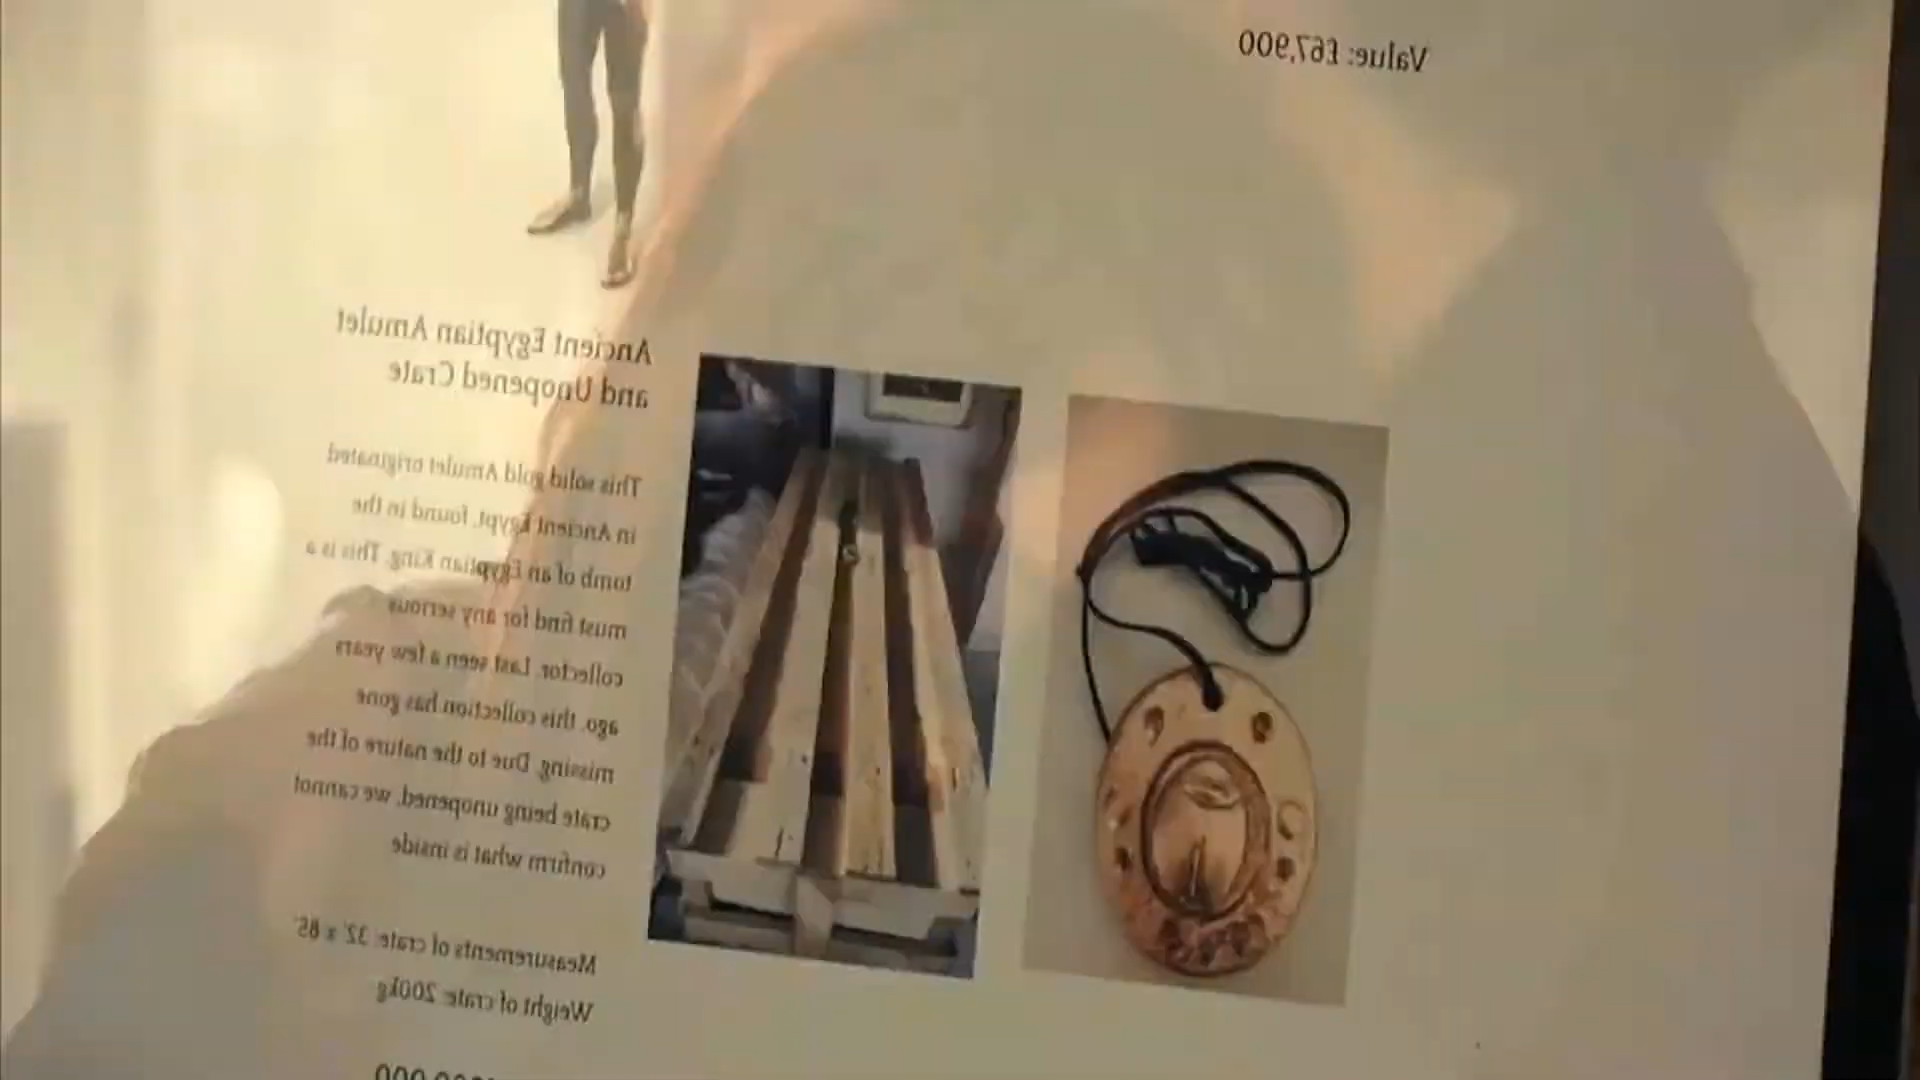 Value: £67,900
Ancient Egyptian Amulet
and Unopened Crate
This solid gold Amulet originated
in Ancient Egypt, found in the
tomb of an Egyptian King. This is a
must find for any serious
collector. Last seen a few years
ago, this collection has gone
missing. Due to the nature of the
crate being unopened, we cannot
confirm what is inside
Measurements of crate: 32" x 85"
Weight of crate: 200kg